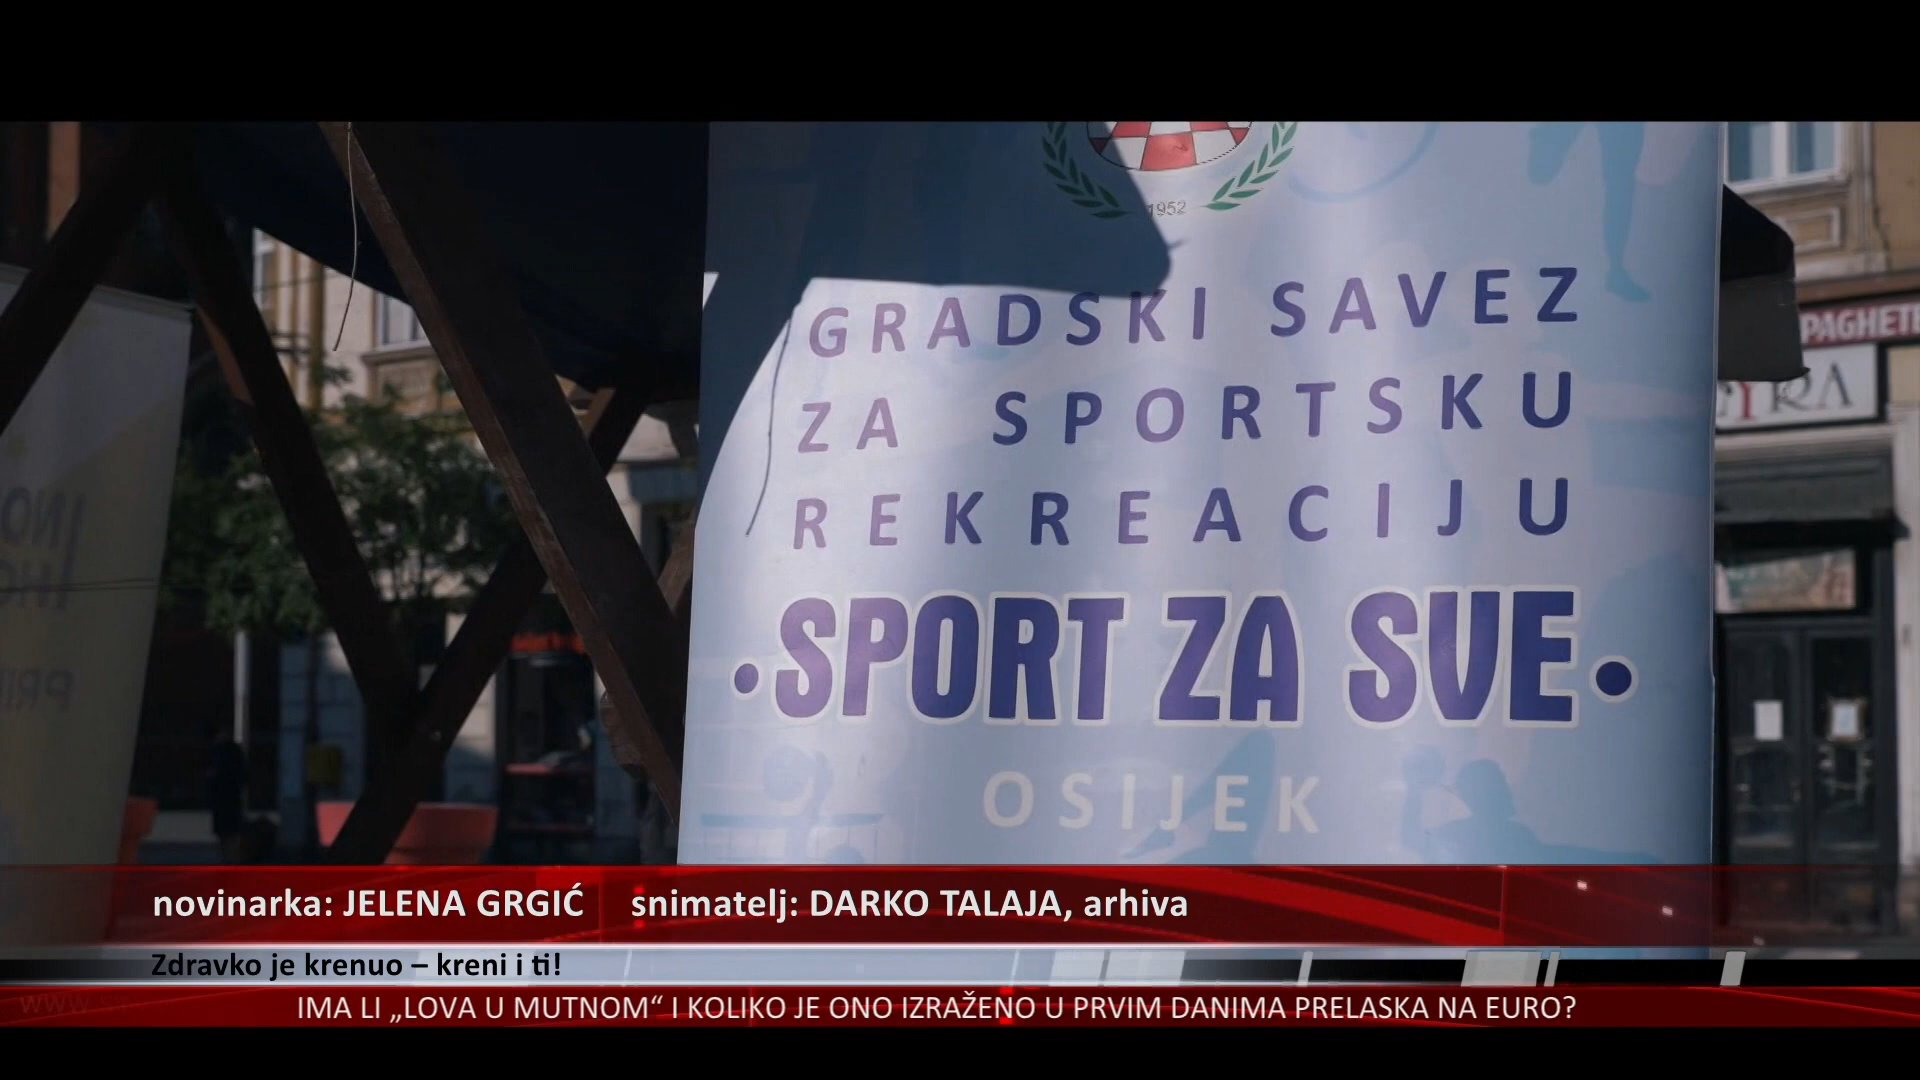 1952
GRADSKI SAVEZ
ZA SPORTSKU
REKREACIJU
•SPORT ZA SVE•
OSIJEK
novinarka: JELENA GRGIĆ snimatelj: DARKO TALAJA, arhiva
Zdravko je krenuo – kreni i ti!
IMA LI „LOVA U MUTNOM“ I KOLIKO JE ONO IZRAŽENO U PRVIM DANIMA PRELASKA NA EURO?